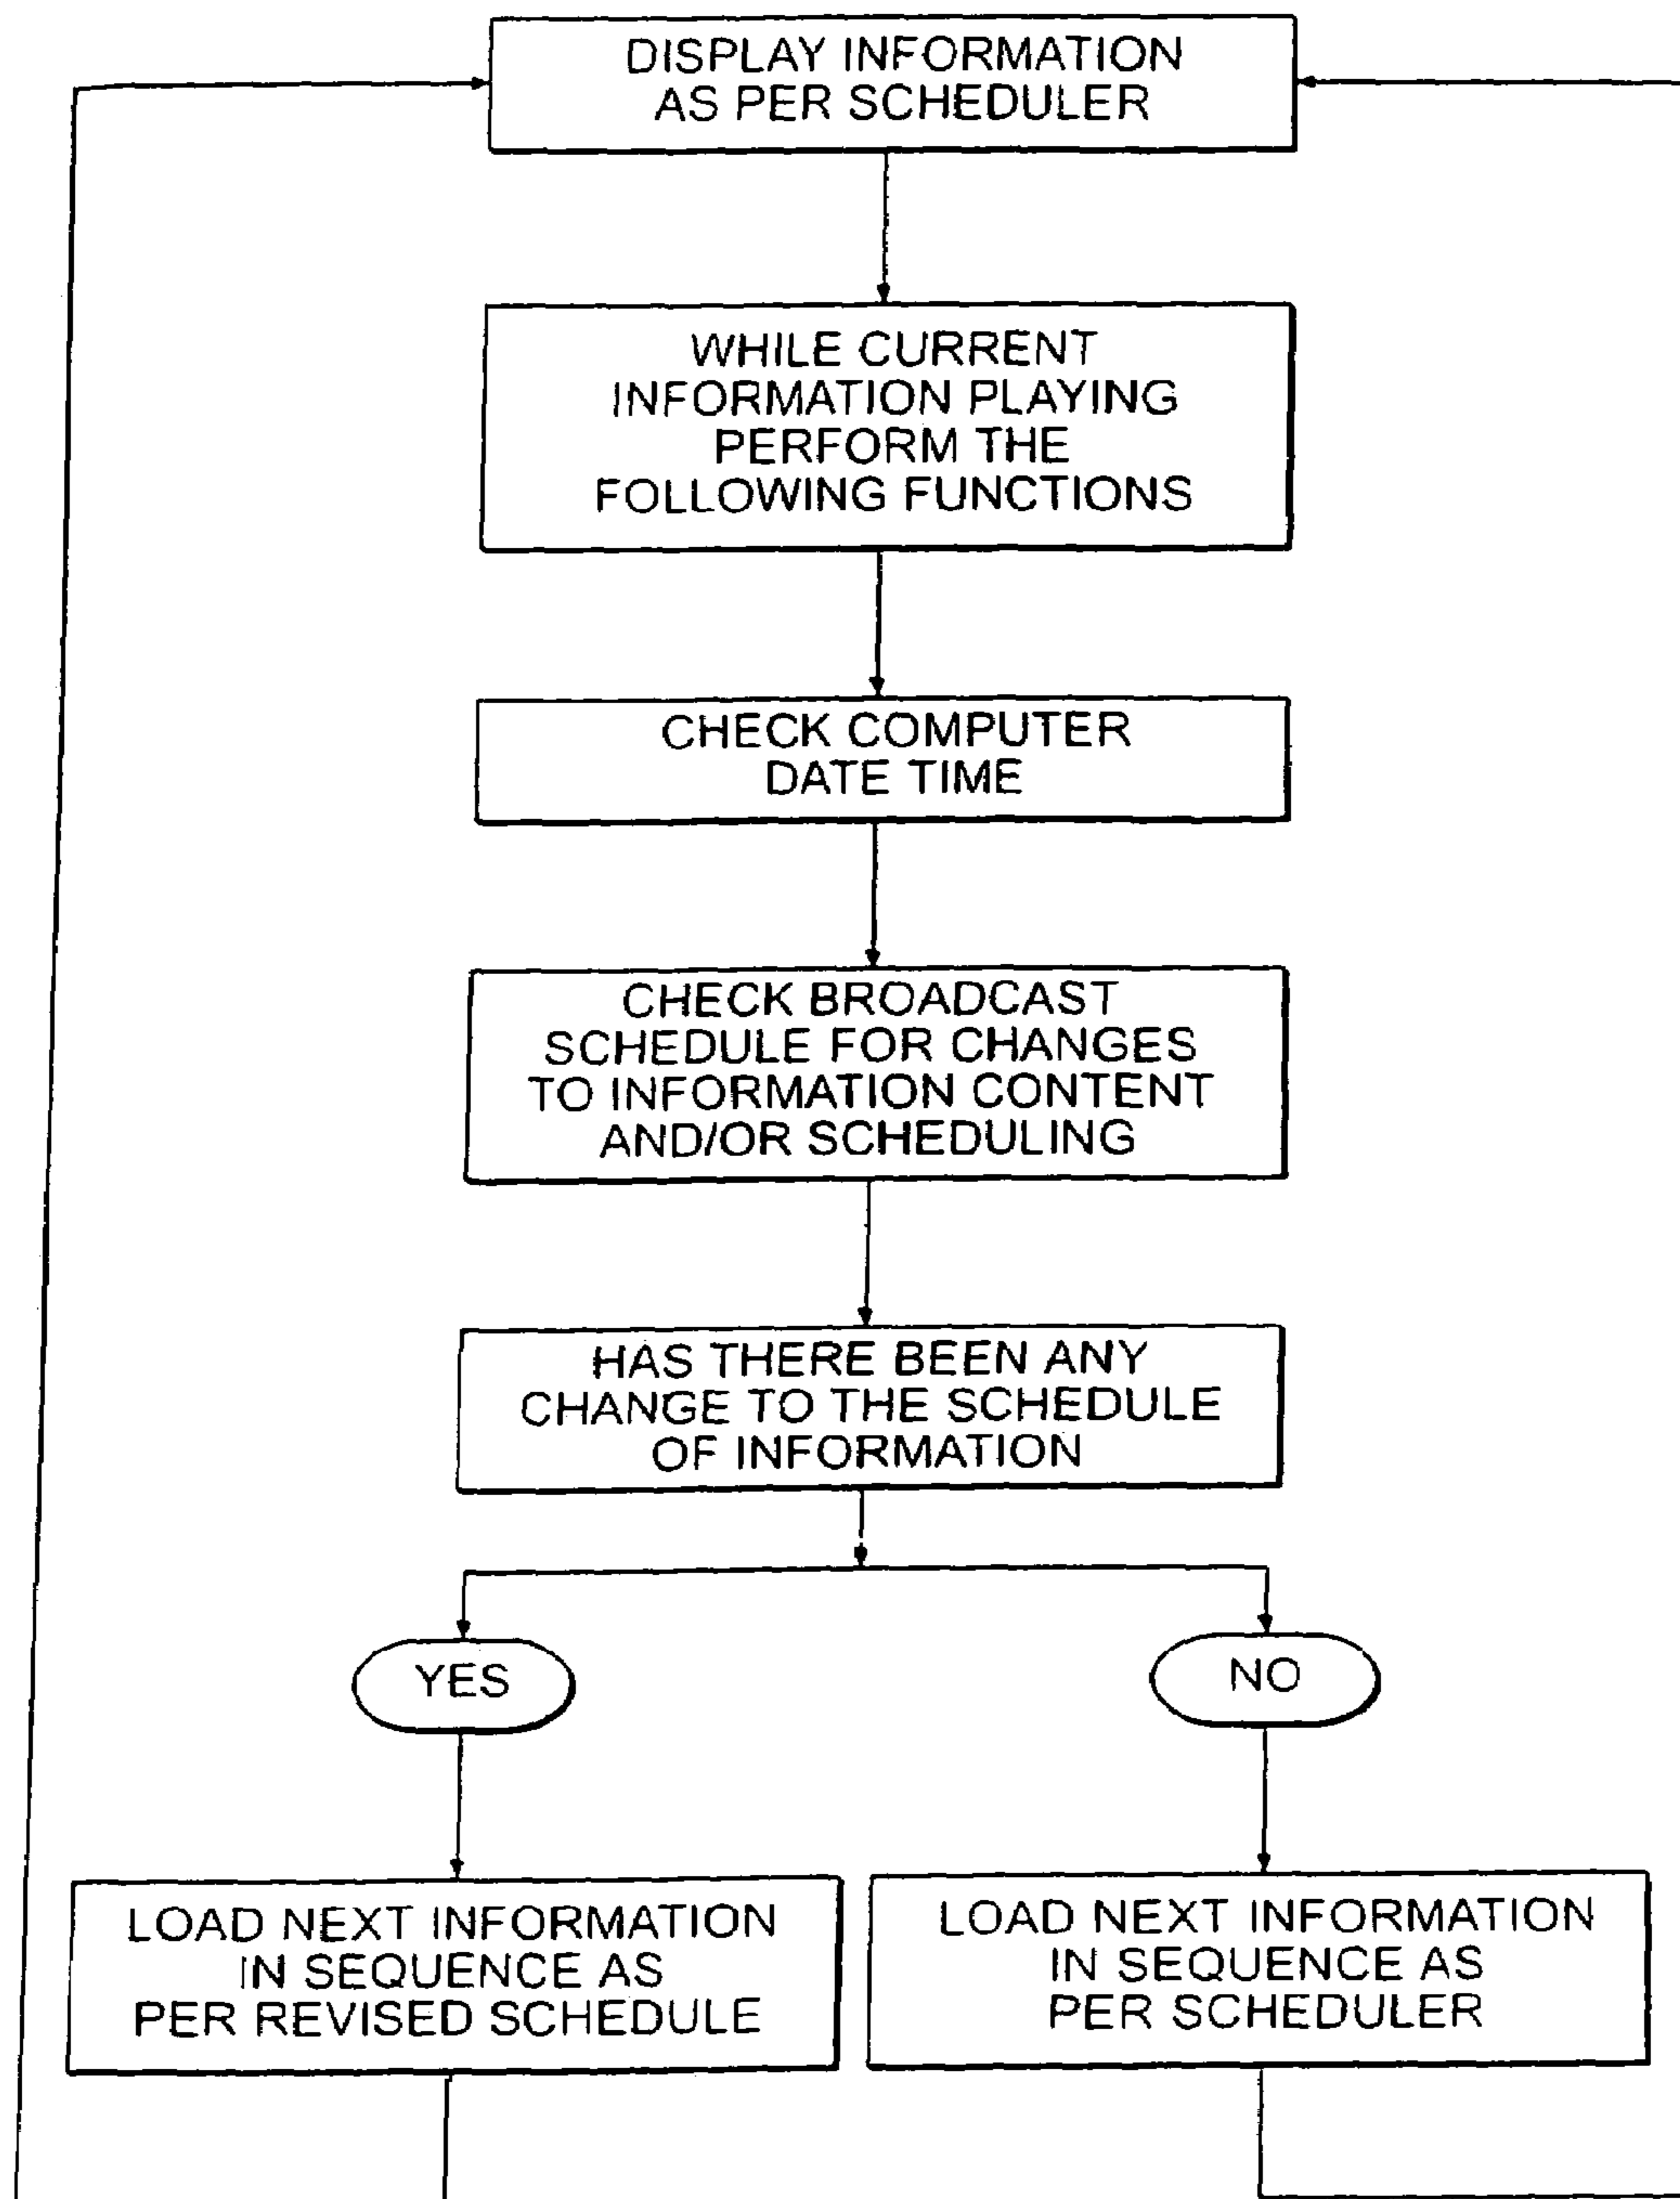 DISPLAY INFORMATION
AS PER SCHEDULER
WHILE CURRENT
INFORMATION PLAYING
PERFORM THE
FOLLOWING FUNCTIONS
CHECK COMPUTER
DATE TIME
CHECK BROADCAST
SCHEDULE FOR CHANGES
TO INFORMATION CONTENT
AND/OR SCHEDULING
HAS THERE BEEN ANY
CHANGE TO THE SCHEDULE
OF INFORMATION
YES
NO
LOAD NEXT INFORMATION
IN SEQUENCE AS
PER REVISED SCHEDULE
LOAD NEXT INFORMATION
IN SEQUENCE AS
PER SCHEDULER